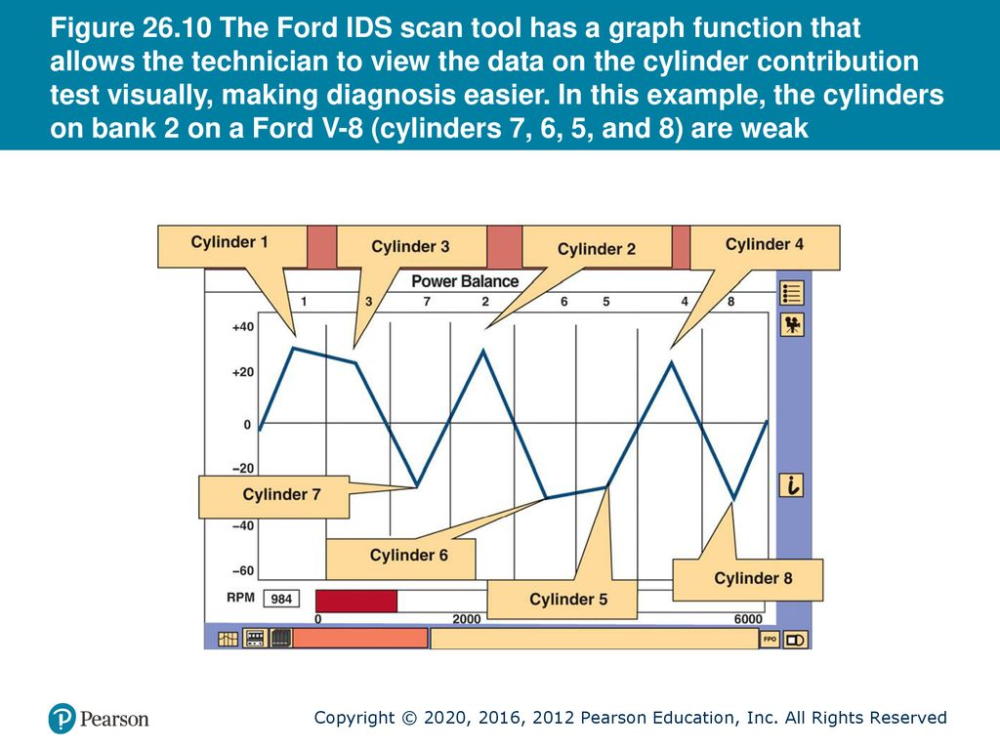 Figure 26.10 The Ford IDS scan tool has a graph function that
allows the technician to view the data on the cylinder contribution
test visually, making diagnosis easier. In this example, the cylinders
on bank 2 on a Ford V-8 (cylinders 7, 6, 5, and 8) are weak
Cylinder 1
Cylinder 3
Cylinder 2
Cylinder 4
Power Balance
1 3 7 2 6 5 4 8
+40
+20
0
−20
Cylinder 7
−40
Cylinder 6
−60
Cylinder 8
RPM 984
Cylinder 5
0 2000 6000
FPO
i
Pearson
Copyright © 2020, 2016, 2012 Pearson Education, Inc. All Rights Reserved